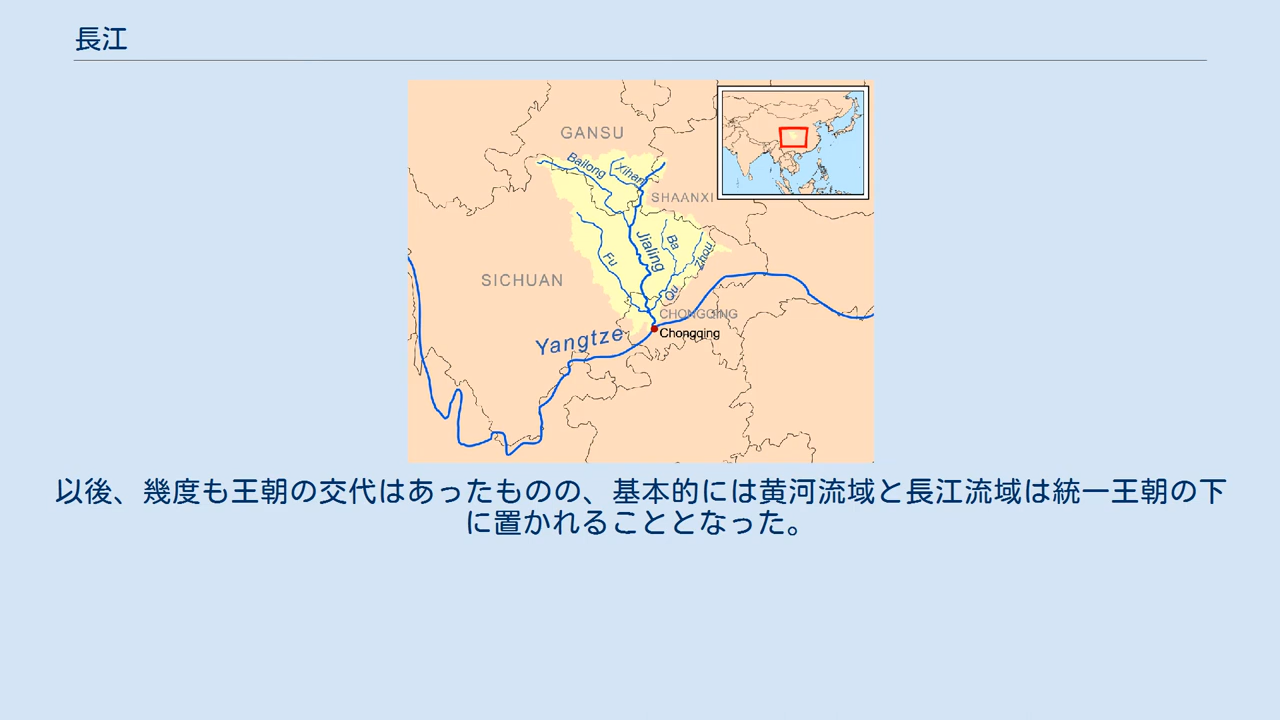 長江
GANSU
Bailong
Xihan
SHAANXI
Jialing
Ba
Zhou
Fu
Qu
SICHUAN
CHONGQING
Chongqing
Yangtze
以後、幾度も王朝の交代はあったものの、基本的には黄河流域と長江流域は統一王朝の下
に置かれることとなった。